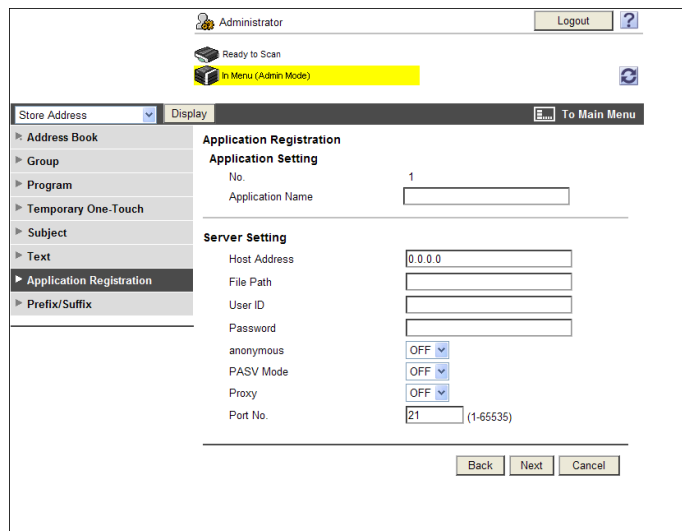 Administrator
Logout
?
Ready to Scan
In Menu (Admin Mode)
Store Address
Display
To Main Menu
Address Book
Group
Program
Temporary One-Touch
Subject
Text
Application Registration
Prefix/Suffix
Application Registration
Application Setting
No. 1
Application Name
Server Setting
Host Address 0.0.0.0
File Path
User ID
Password
anonymous OFF
PASV Mode OFF
Proxy OFF
Port No. 21 (1-65535)
Back Next Cancel